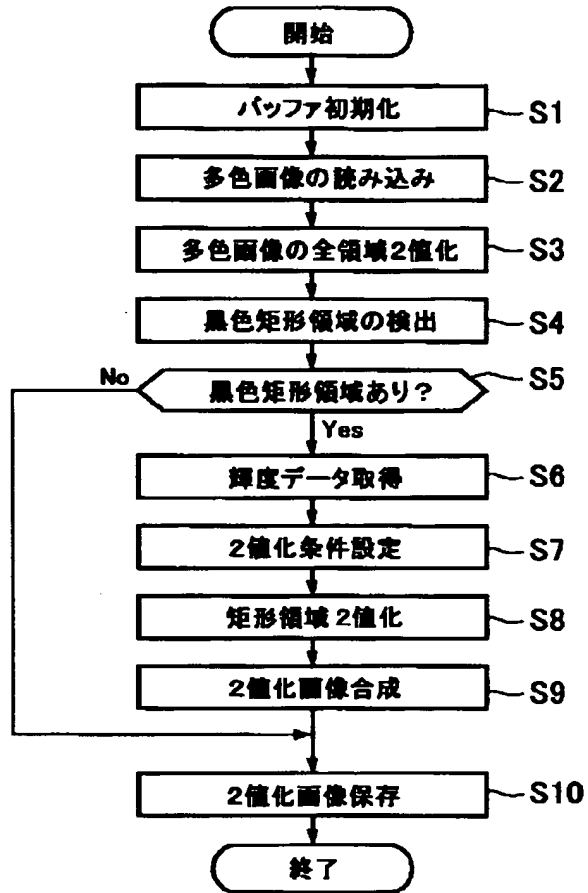 開始
バッファ初期化 S1
多色画像の読み込み S2
多色画像の全領域2値化 S3
黒色矩形領域の検出 S4
No 黒色矩形領域あり? S5
Yes
輝度データ取得 S6
2値化条件設定 S7
矩形領域2値化 S8
2値化画像合成 S9
2値化画像保存 S10
終了